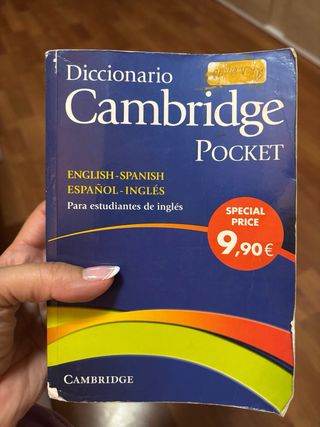 Diccionario
Cambridge
POCKET
ENGLISH-SPANISH
ESPAÑOL-INGLÉS
Para estudiantes de inglés
SPECIAL
PRICE
9,90€
CAMBRIDGE